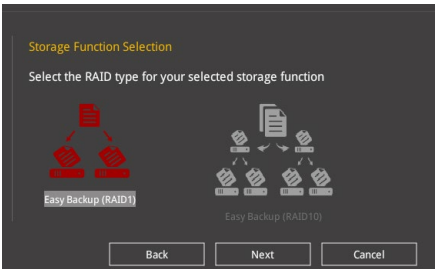 Storage Function Selection
Select the RAID type for your selected storage function
Easy Backup (RAID1)
Easy Backup (RAID10)
Back
Next
Cancel